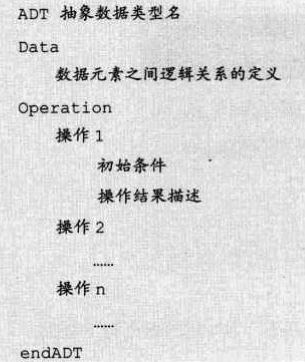 ADT 抽象数据类型名
Data
数据元素之间逻辑关系的定义
Operation
操作 1
初始条件
操作结果描述
操作 2
......
操作 n
......
endADT